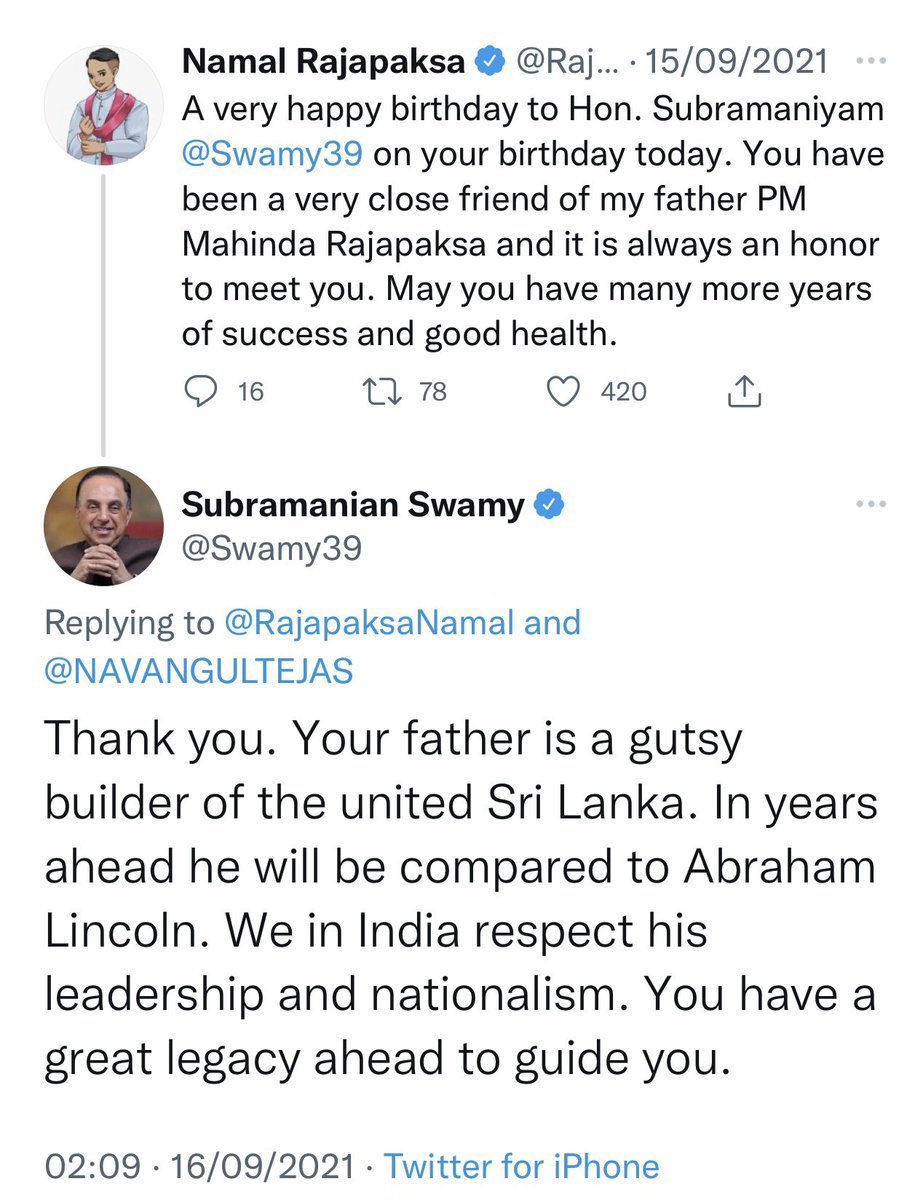 Namal Rajapaksa @Raj... · 15/09/2021
A very happy birthday to Hon. Subramaniyam
@Swamy39 on your birthday today. You have
been a very close friend of my father PM
Mahinda Rajapaksa and it is always an honor
to meet you. May you have many more years
of success and good health.
16 78 420
Subramanian Swamy
@Swamy39
Replying to @RajapaksaNamal and
@NAVANGULTEJAS
Thank you. Your father is a gutsy
builder of the united Sri Lanka. In years
ahead he will be compared to Abraham
Lincoln. We in India respect his
leadership and nationalism. You have a
great legacy ahead to guide you.
02:09 · 16/09/2021 · Twitter for iPhone